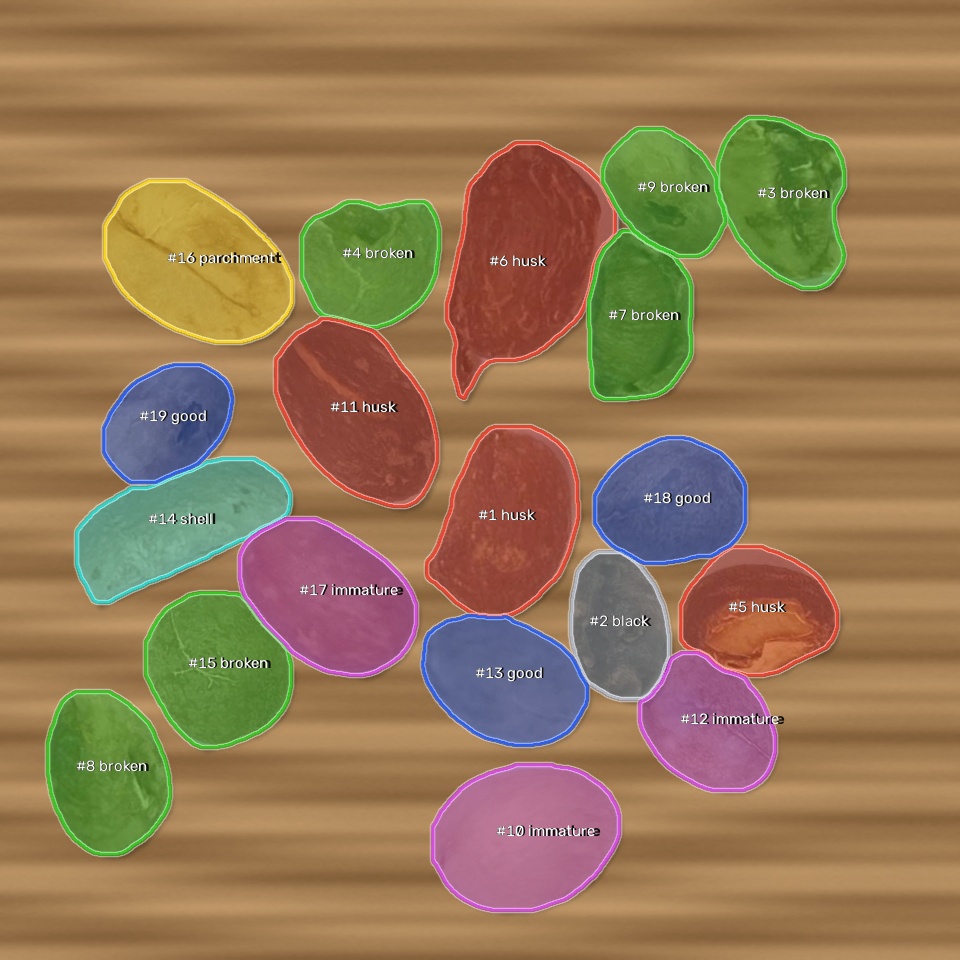 #9 broken
#3 broken
#4 broken
#16 parchment
#6 husk
#7 broken
#11 husk
#19 good
#18 good
#1 husk
#14 shell
#17 immature
#5 husk
#2 black
#15 broken
#13 good
#12 immature
#8 broken
#10 immature